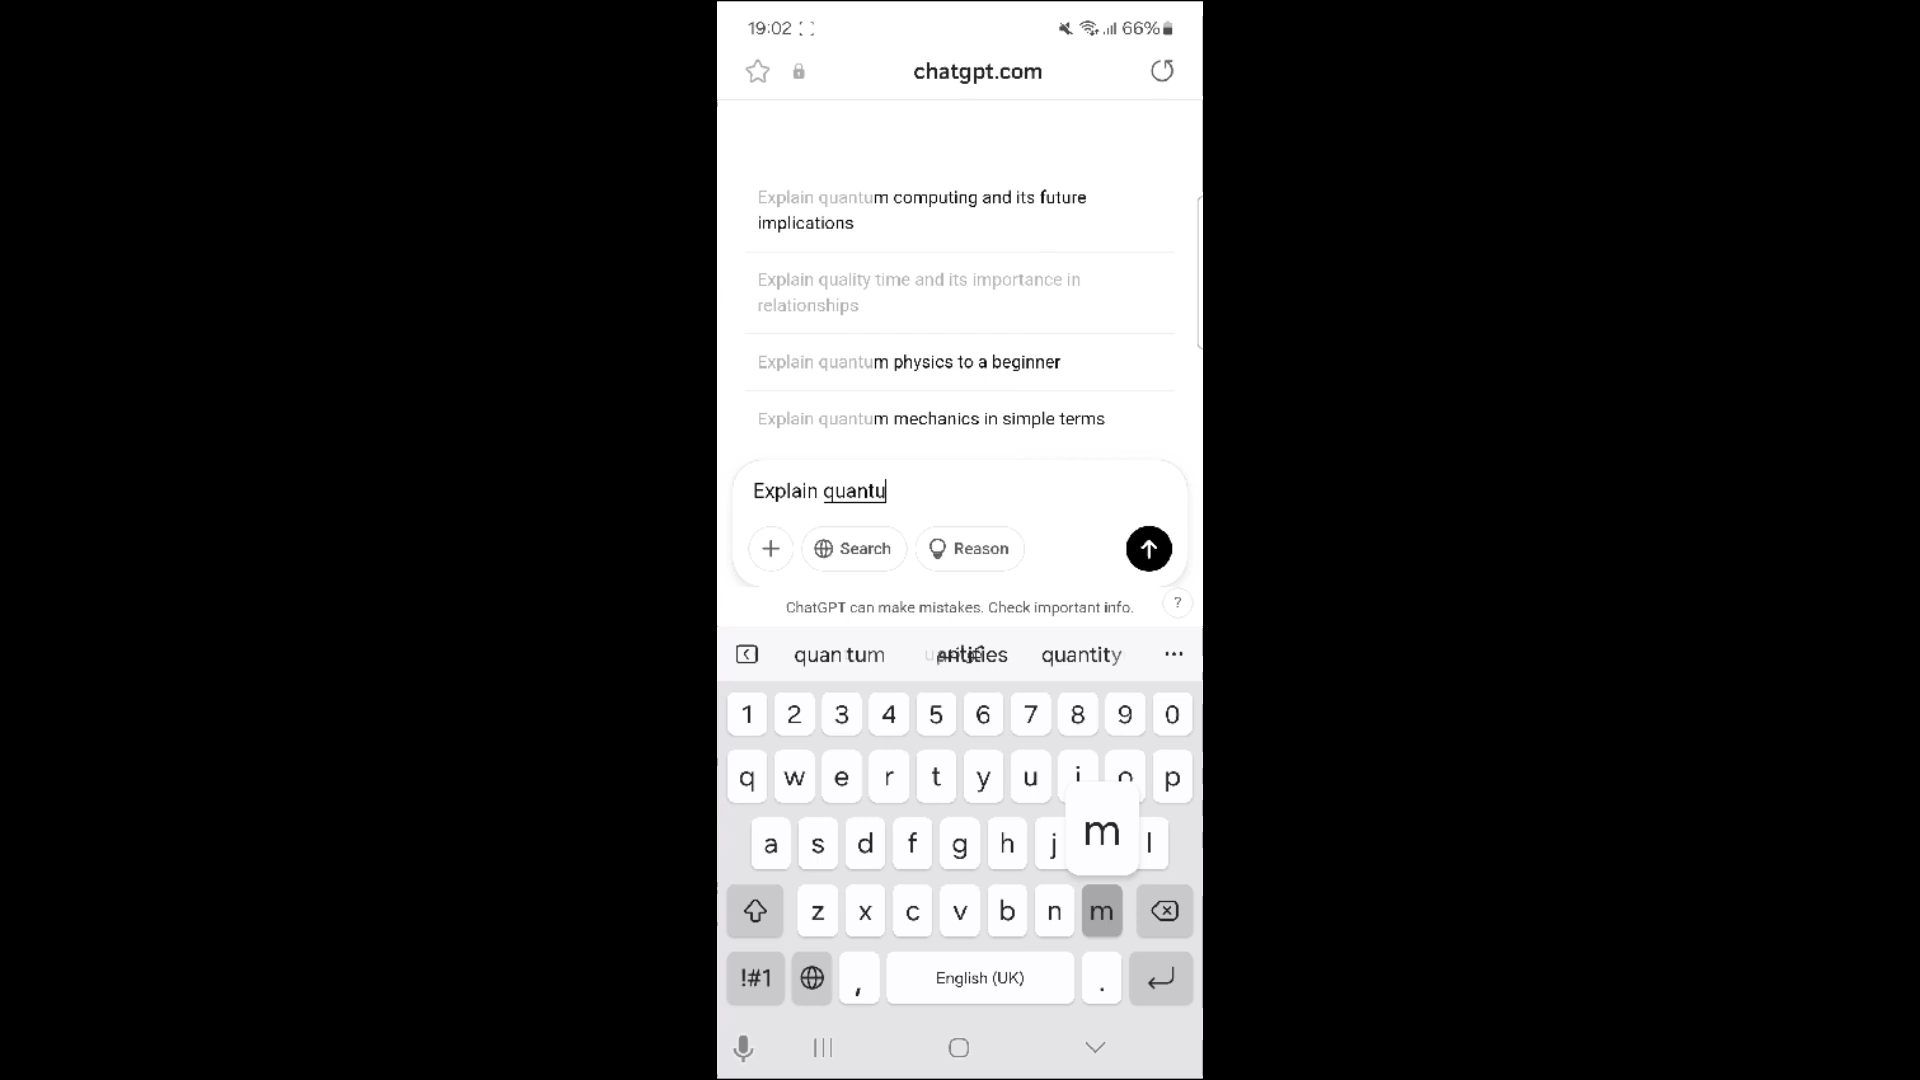 19:02 66%
chatgpt.com
Explain quantum computing and its future
implications
Explain quality time and its importance in
relationships
Explain quantum physics to a beginner
Explain quantum mechanics in simple terms
Explain quantu
Search Reason
ChatGPT can make mistakes. Check important info. ?
quan tum quantity ...
1 2 3 4 5 6 7 8 9 0
q w e r t y u i o p
a s d f g h j m l
z x c v b n m
!#1 , English (UK) .